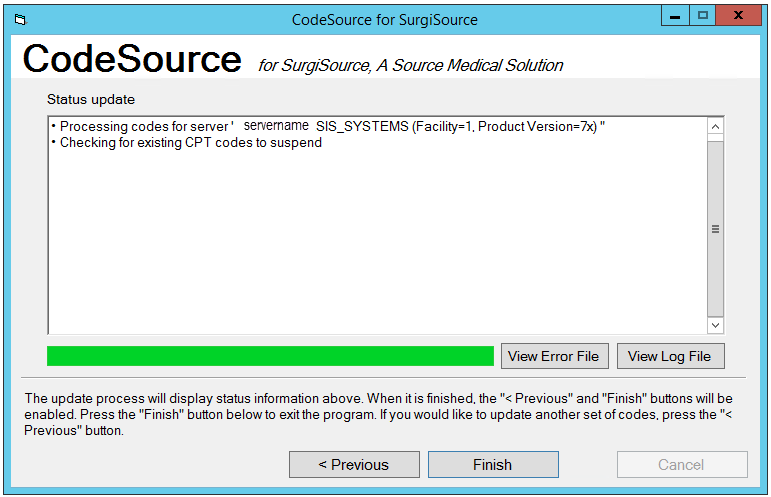 CodeSource for SurgiSource
CodeSource for SurgiSource, A Source Medical Solution
Status update
• Processing codes for server ' servername SIS_SYSTEMS (Facility=1, Product Version=7x) "
• Checking for existing CPT codes to suspend
View Error File View Log File
The update process will display status information above. When it is finished, the "< Previous" and "Finish" buttons will be
enabled. Press the "Finish" button below to exit the program. If you would like to update another set of codes, press the "<
Previous" button.
< Previous Finish Cancel